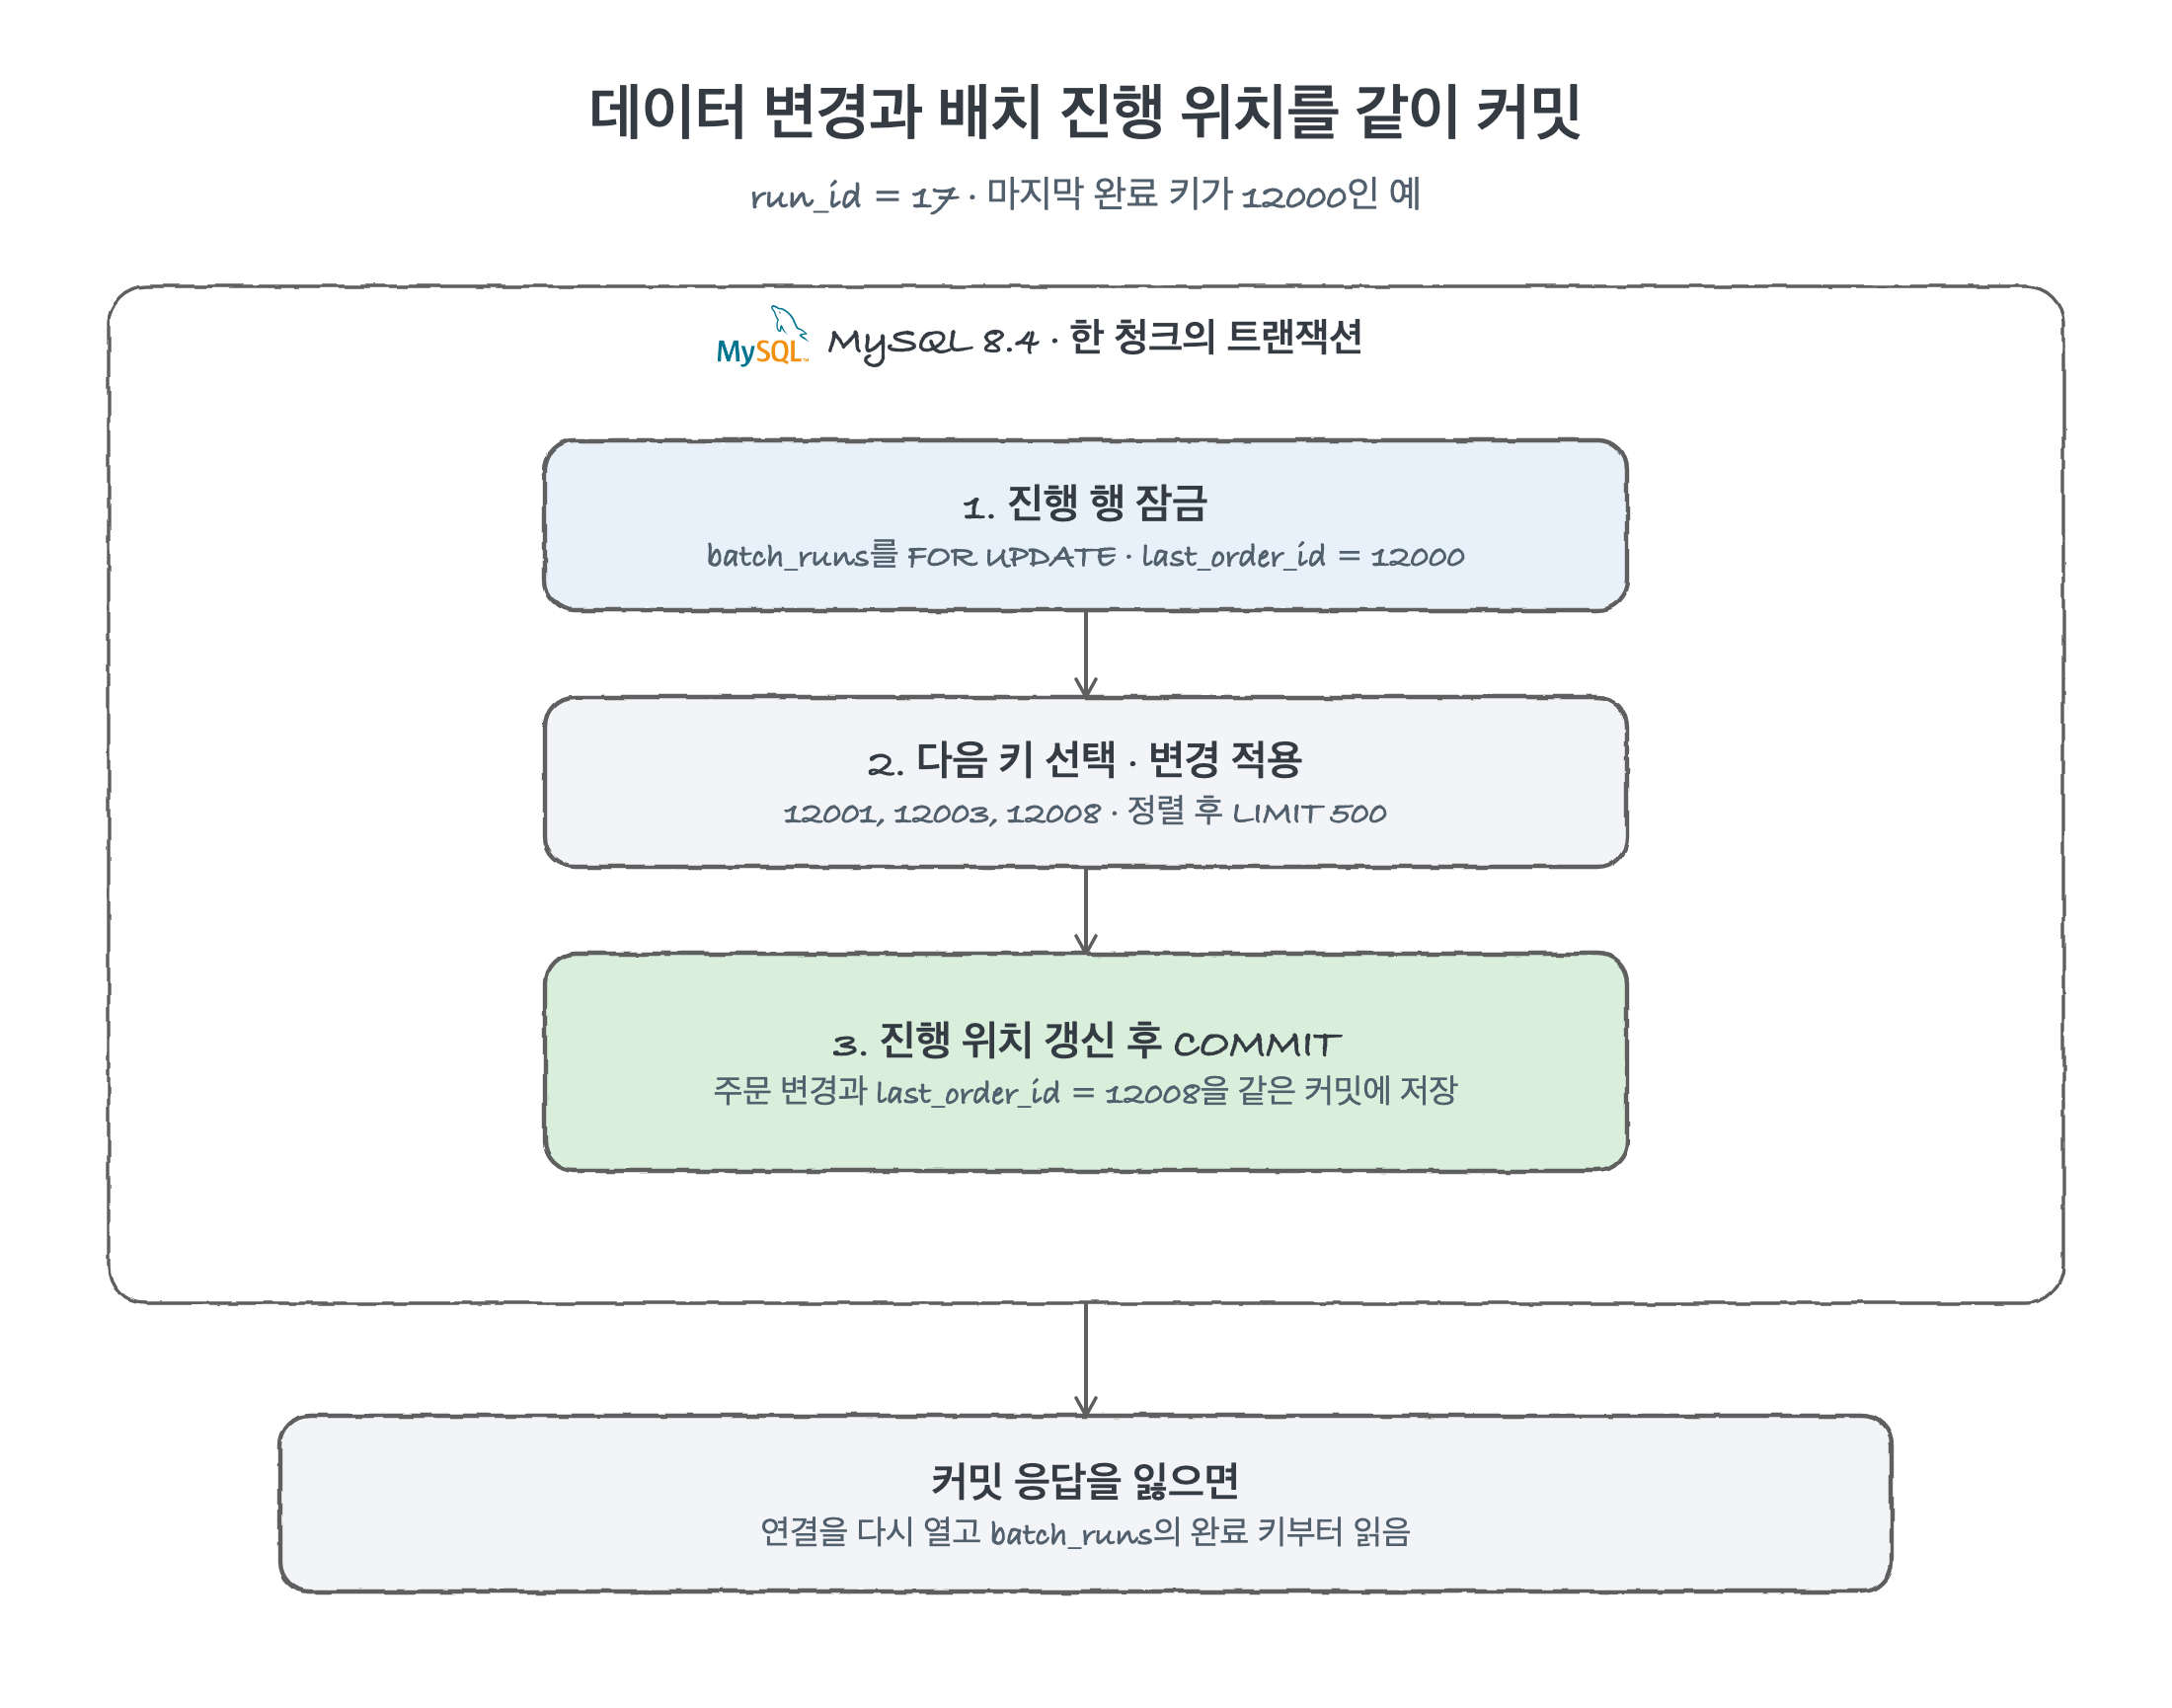 데이터 변경과 배치 진행 위치를 같이 커밋
run_id = 17 · 마지막 완료 키가 12000인 예
MySQL™ MySQL 8.4 · 한 청크의 트랜잭션
1. 진행 행 잠금
batch_runs를 FOR UPDATE · last_order_id = 12000
2. 다음 키 선택 · 변경 적용
12001, 12003, 12008 · 정렬 후 LIMIT 500
3. 진행 위치 갱신 후 COMMIT
주문 변경과 last_order_id = 12008을 같은 커밋에 저장
커밋 응답을 잃으면
연결을 다시 열고 batch_runs의 완료 키부터 읽음